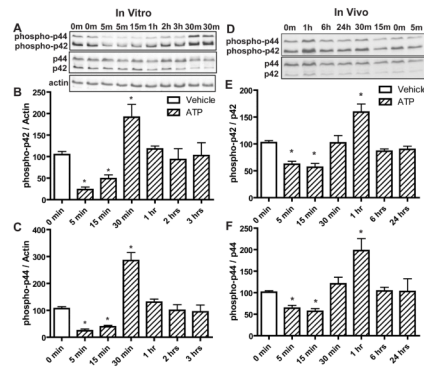 In Vitro
A 0m 0m 5m 5m 15m 1h 2h 3h 30m 30m
phospho-p44
phospho-p42
p44
p42
actin
B
phospho-p42 / Actin
250
200
150
100
50
0
Vehicle
ATP
* * *
0 min 5 min 15 min 30 min 1 hr 2 hrs 3 hrs
C
phospho-p44 / Actin
400
300
200
100
0
* * *
0 min 5 min 15 min 30 min 1 hr 2 hrs 3 hrs
In Vivo
D 0m 1h 6h 24h 30m 15m 0m 5m
phospho-p44
phospho-p42
p44
p42
E
phospho-p42 / p42
200
150
100
50
0
Vehicle
ATP
* * *
0 min 5 min 15 min 30 min 1 hr 6 hrs 24 hrs
F
phospho-p44 / p44
250
200
150
100
50
0
* * *
0 min 5 min 15 min 30 min 1 hr 6 hrs 24 hrs